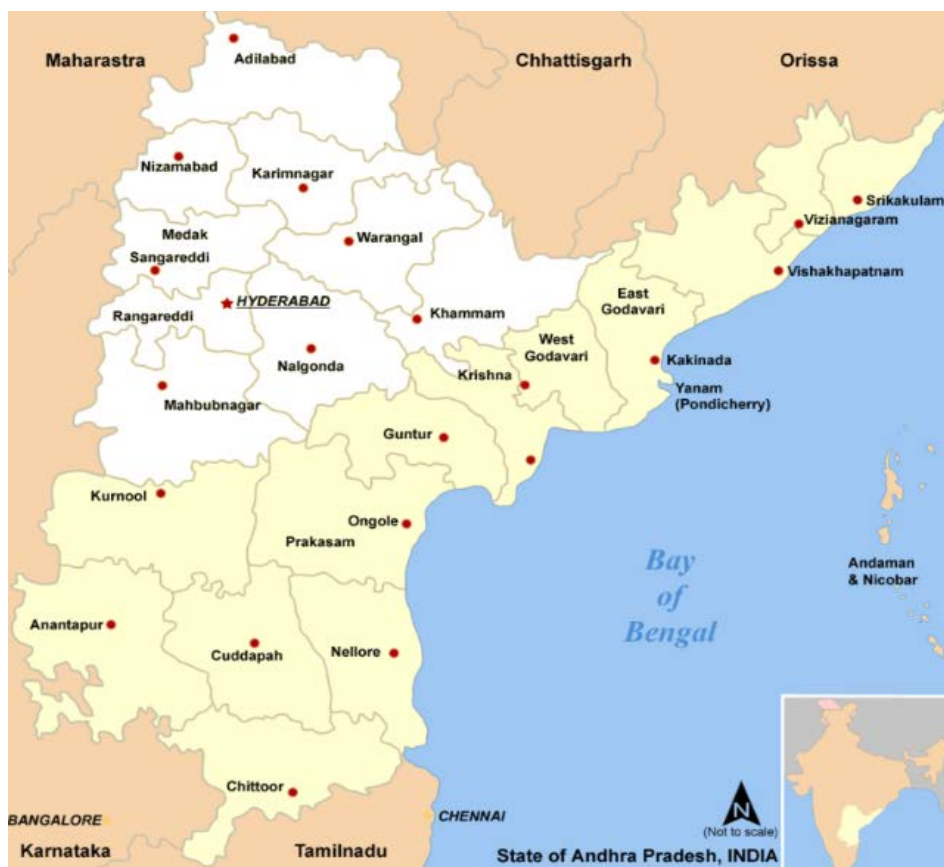 Maharastra
Adilabad
Chhattisgarh
Orissa
Nizamabad
Karimnagar
Srikakulam
Vizianagaram
Medak
Warangal
Sangareddi
Vishakhapatnam
HYDERABAD
East
Godavari
Rangareddi
Khammam
West
Godavari
Nalgonda
Krishna
Kakinada
Mahbubnagar
Yanam
(Pondicherry)
Guntur
Kurnool
Ongole
Prakasam
Bay
of
Bengal
Andaman
& Nicobar
Anantapur
Cuddapah
Nellore
Chittoor
N
BANGALORE
CHENNAI
(Not to scale)
Karnataka
Tamilnadu
State of Andhra Pradesh, INDIA